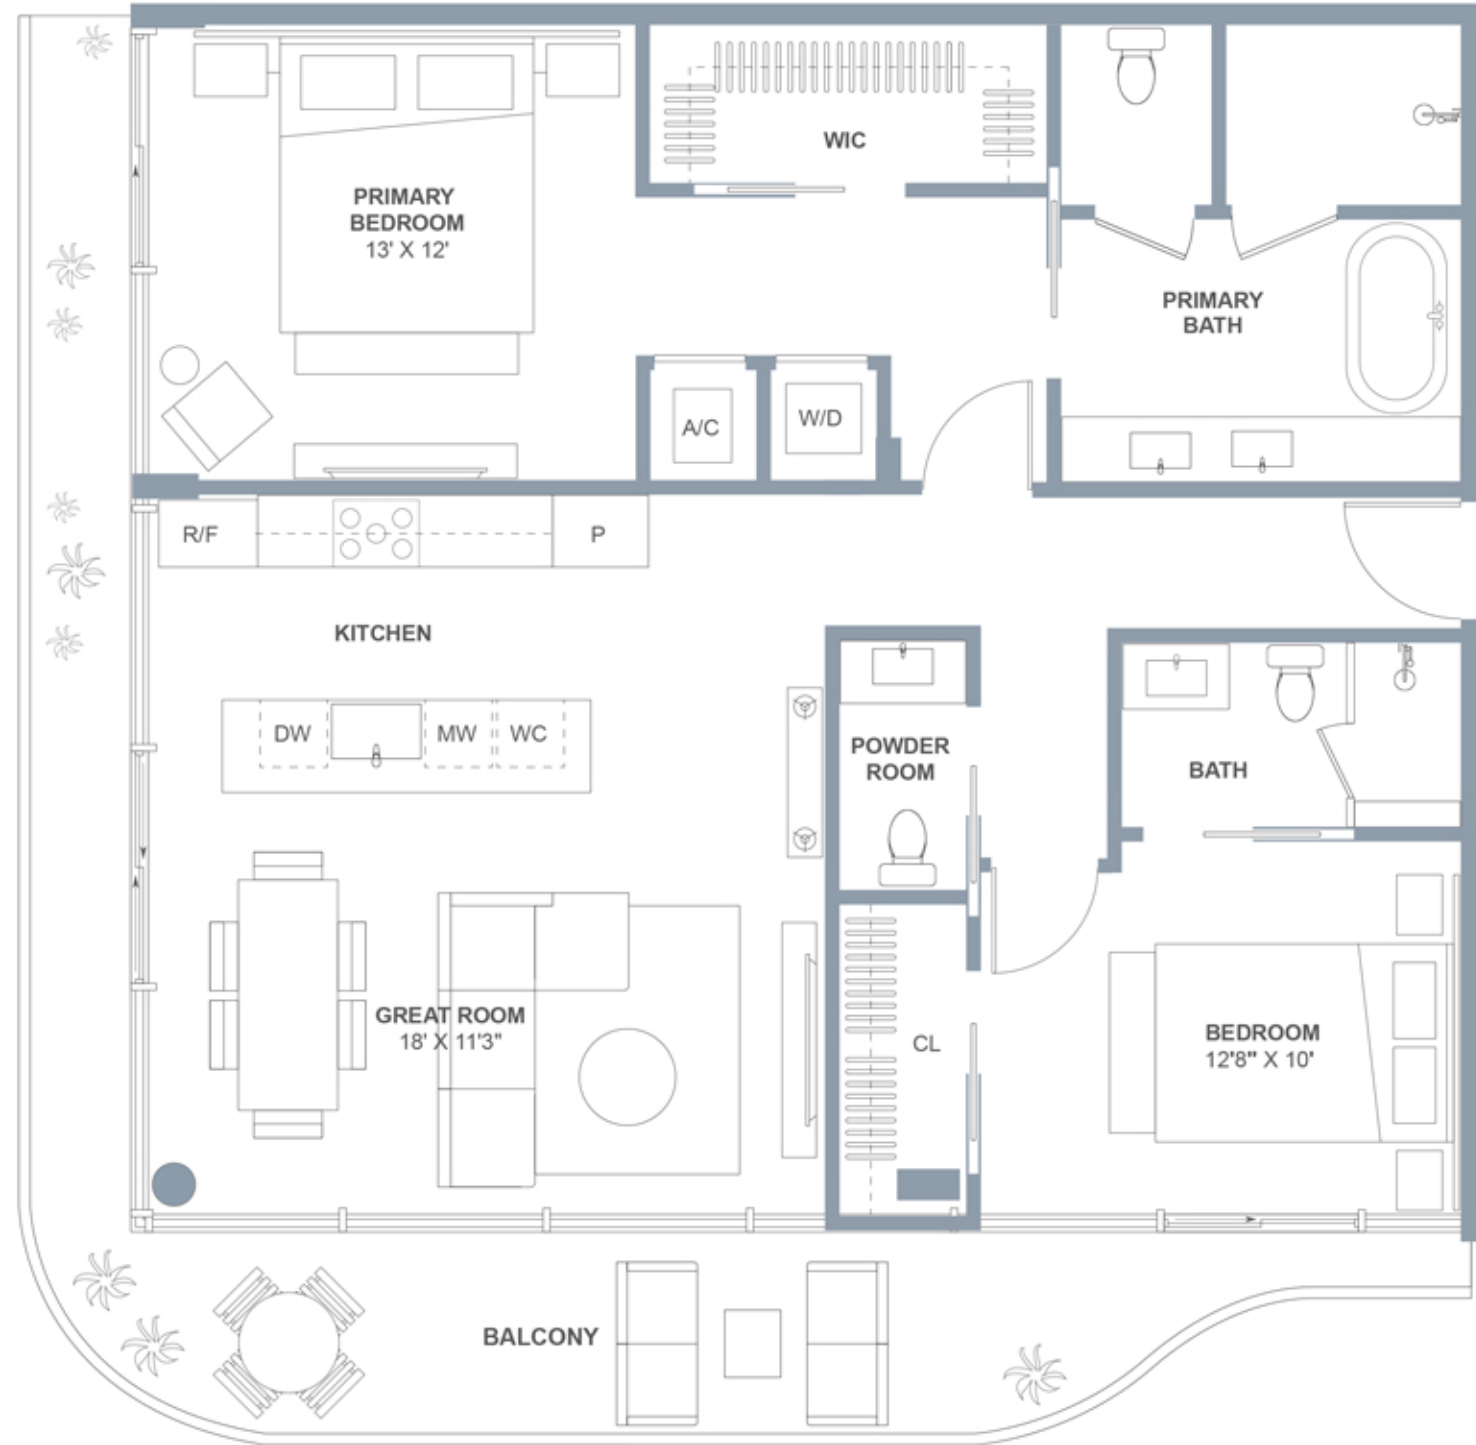 WIC
PRIMARY
BEDROOM
13' X 12'
PRIMARY
BATH
A/C
W/D
R/F
P
KITCHEN
DW
MW
WC
POWDER
ROOM
BATH
GREAT ROOM
18' X 11'3"
CL
BEDROOM
12'8" X 10'
BALCONY